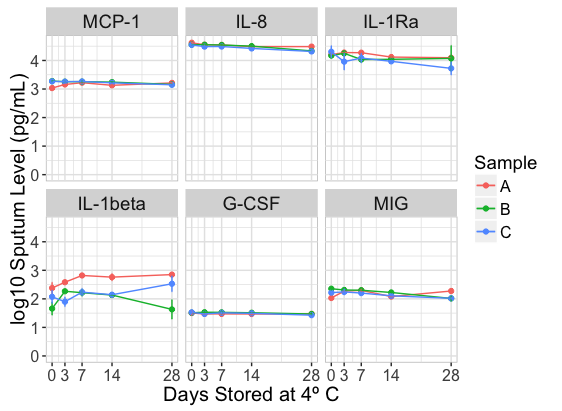 MCP-1 IL-8 IL-1Ra
4
3
2
1
0
IL-1beta G-CSF MIG
4
3
2
1
0
0 3 7 14 28 0 3 7 14 28 0 3 7 14 28
Days Stored at 4º C
log10 Sputum Level (pg/mL)
Sample
A
B
C